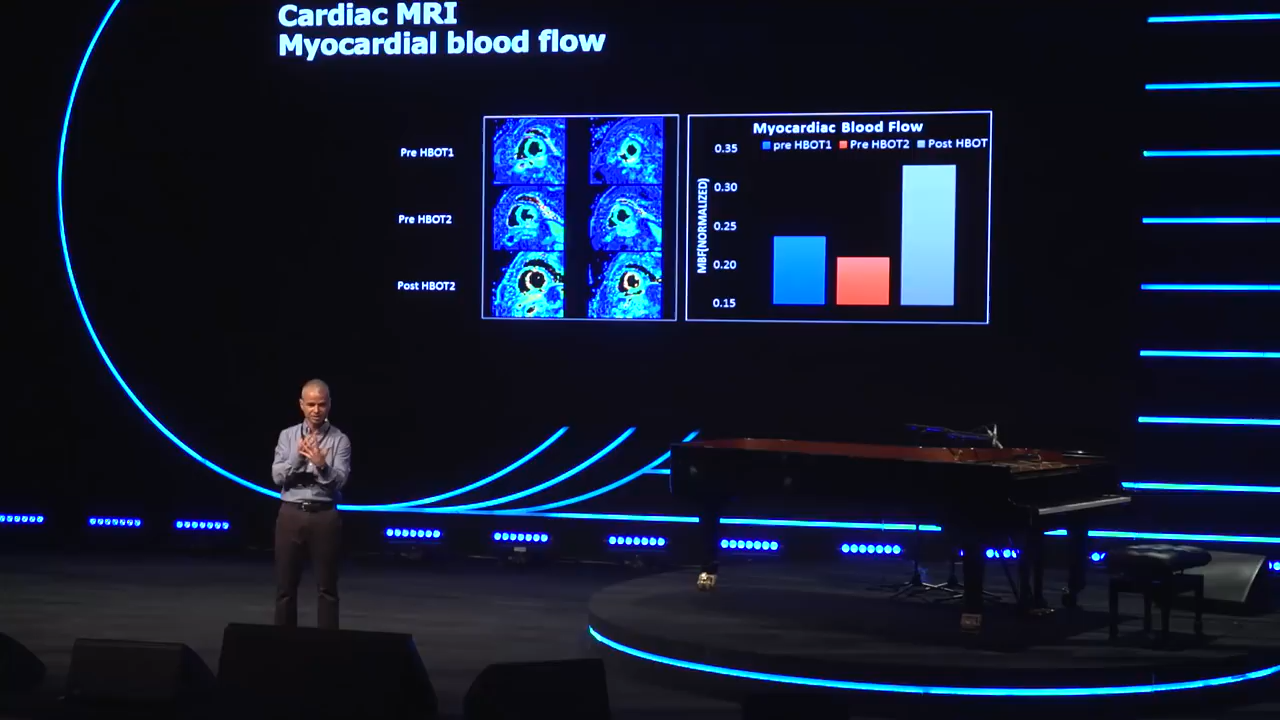 Cardiac MRI
Myocardial blood flow
Pre HBOT1
Pre HBOT2
Post HBOT2
Myocardiac Blood Flow
pre HBOT1 Pre HBOT2 Post HBOT
0.35
0.30
0.25
0.20
0.15
MBF(NORMALIZED)